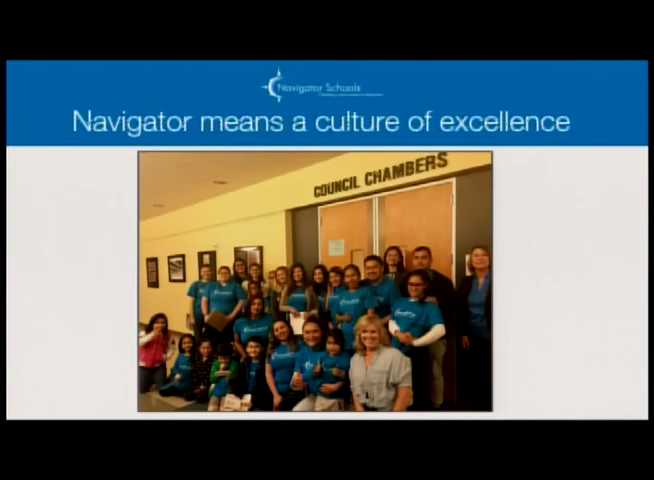 Navigator Schools
Navigator means a culture of excellence
COUNCIL CHAMBERS